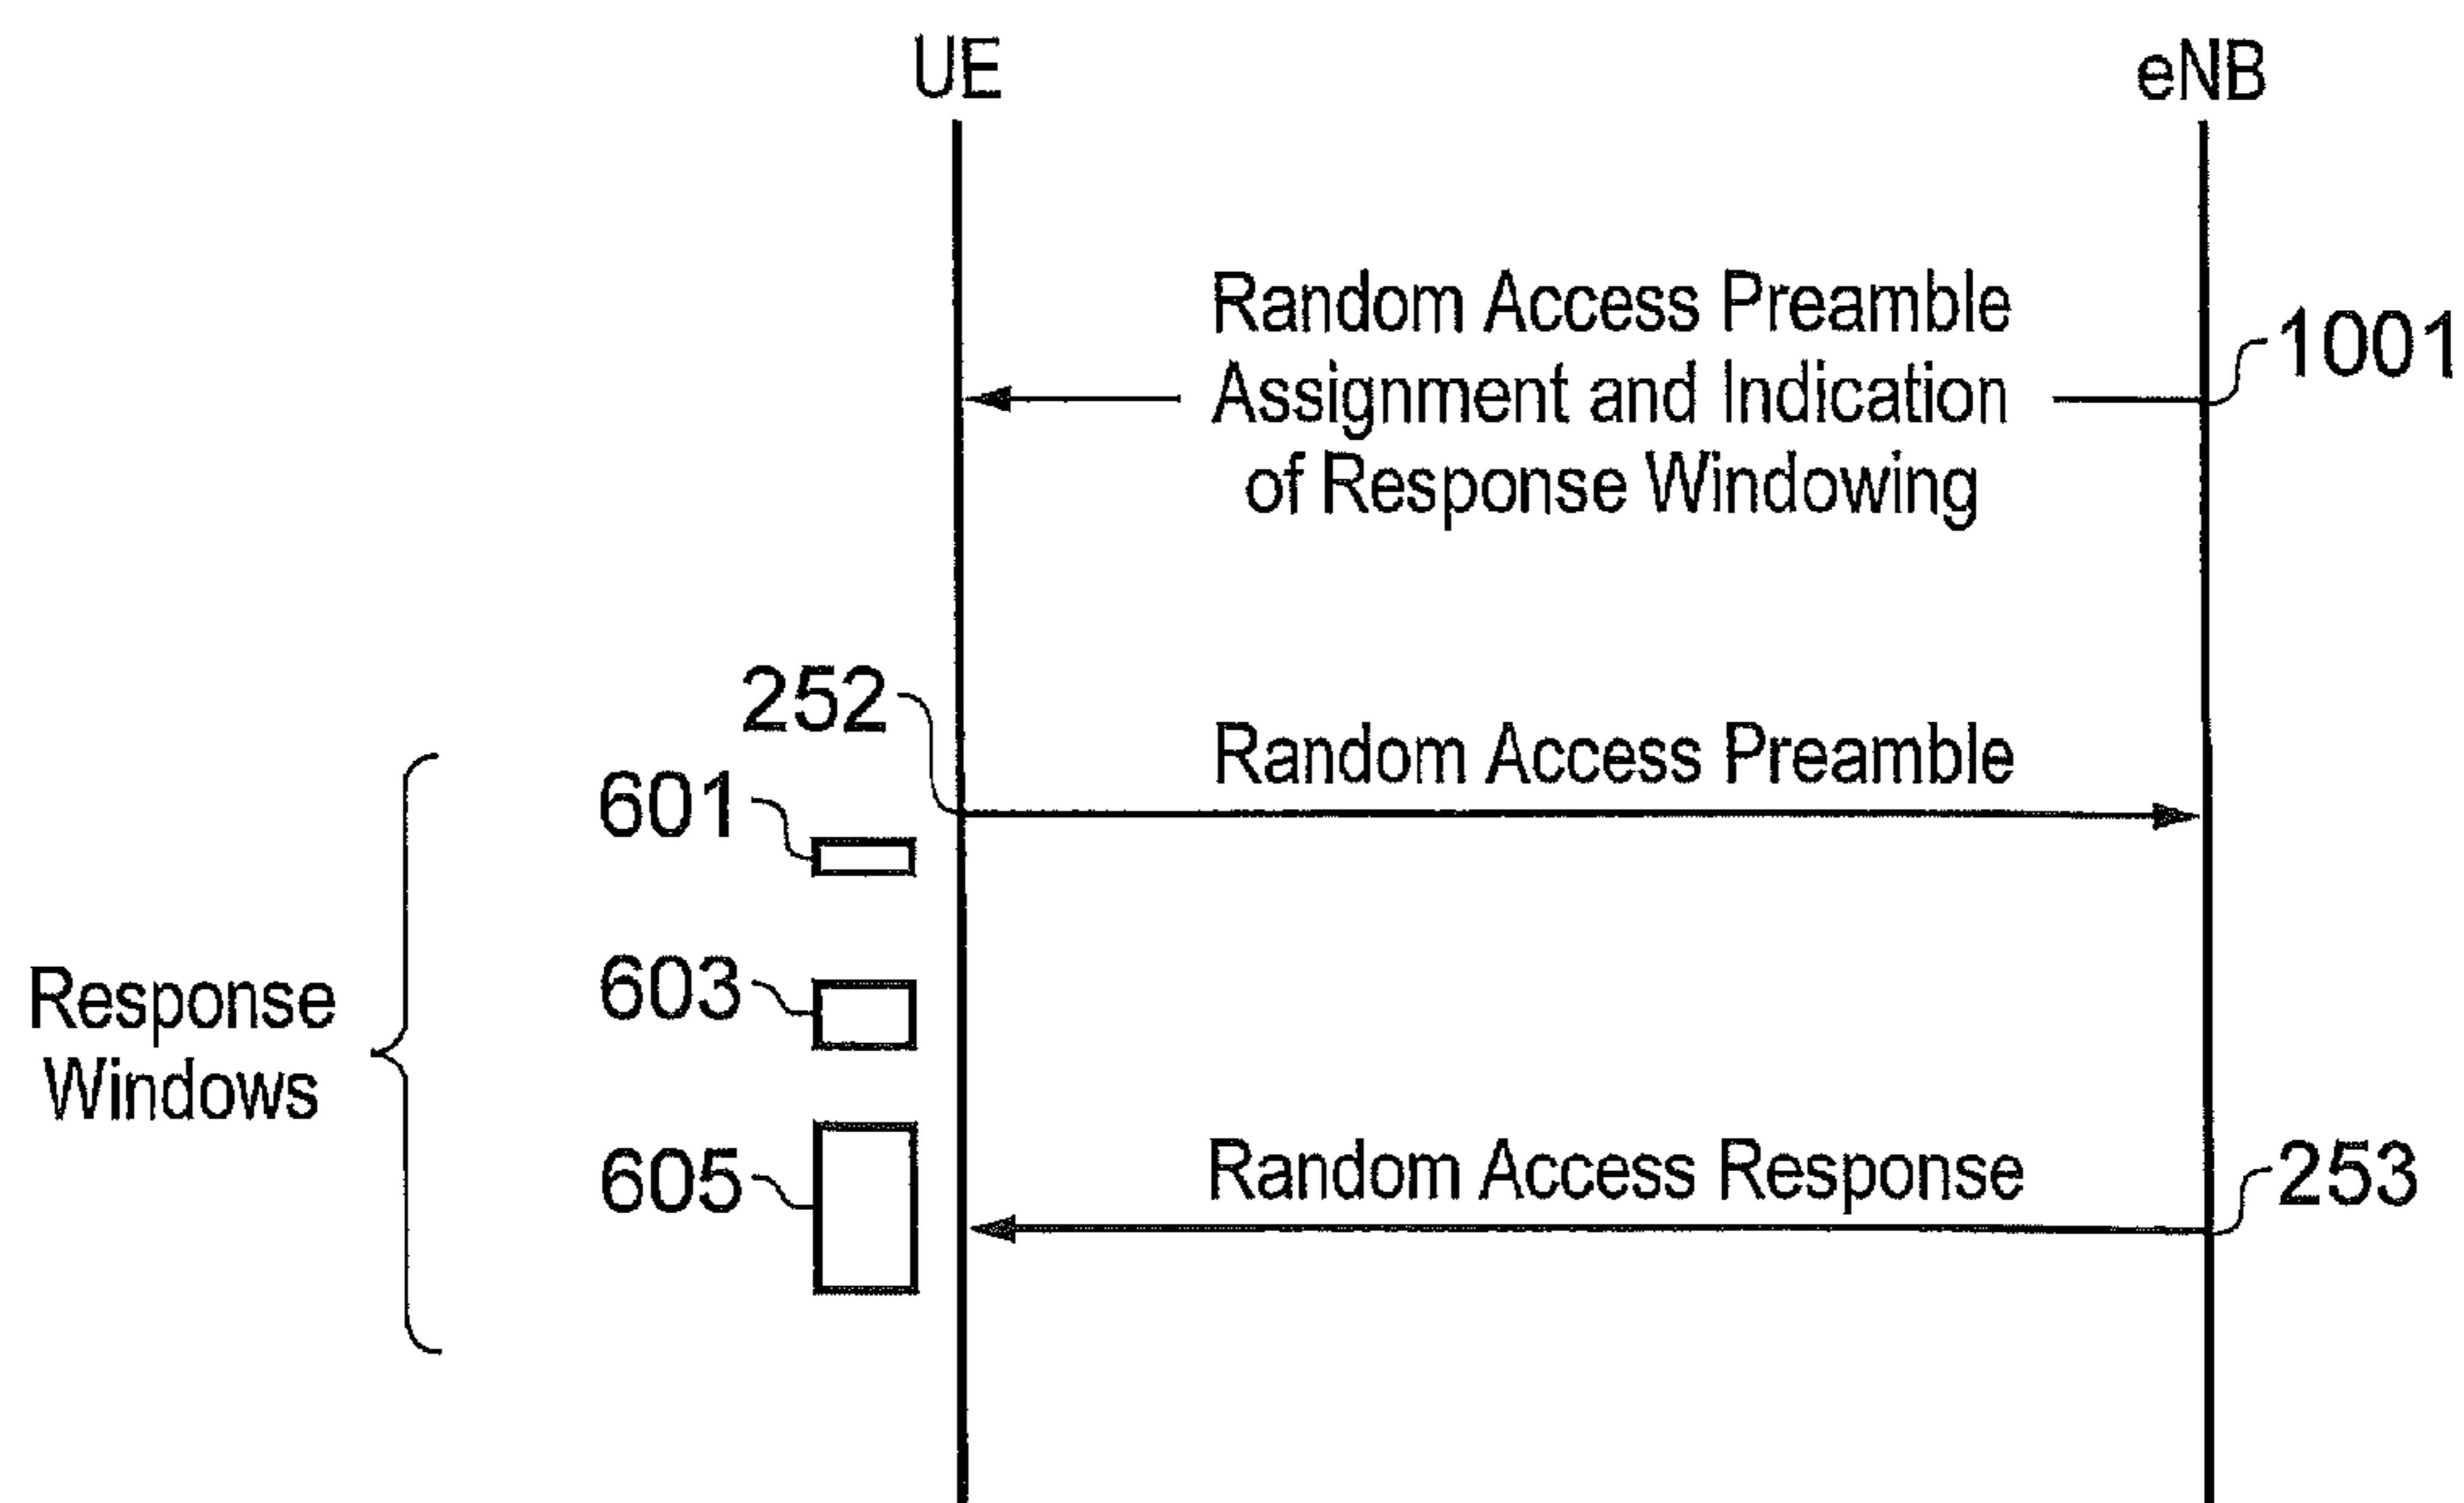 UE
eNB
Random Access Preamble
Assignment and Indication
of Response Windowing
1001
252
Random Access Preamble
601
603
Response
Windows
605
Random Access Response
253